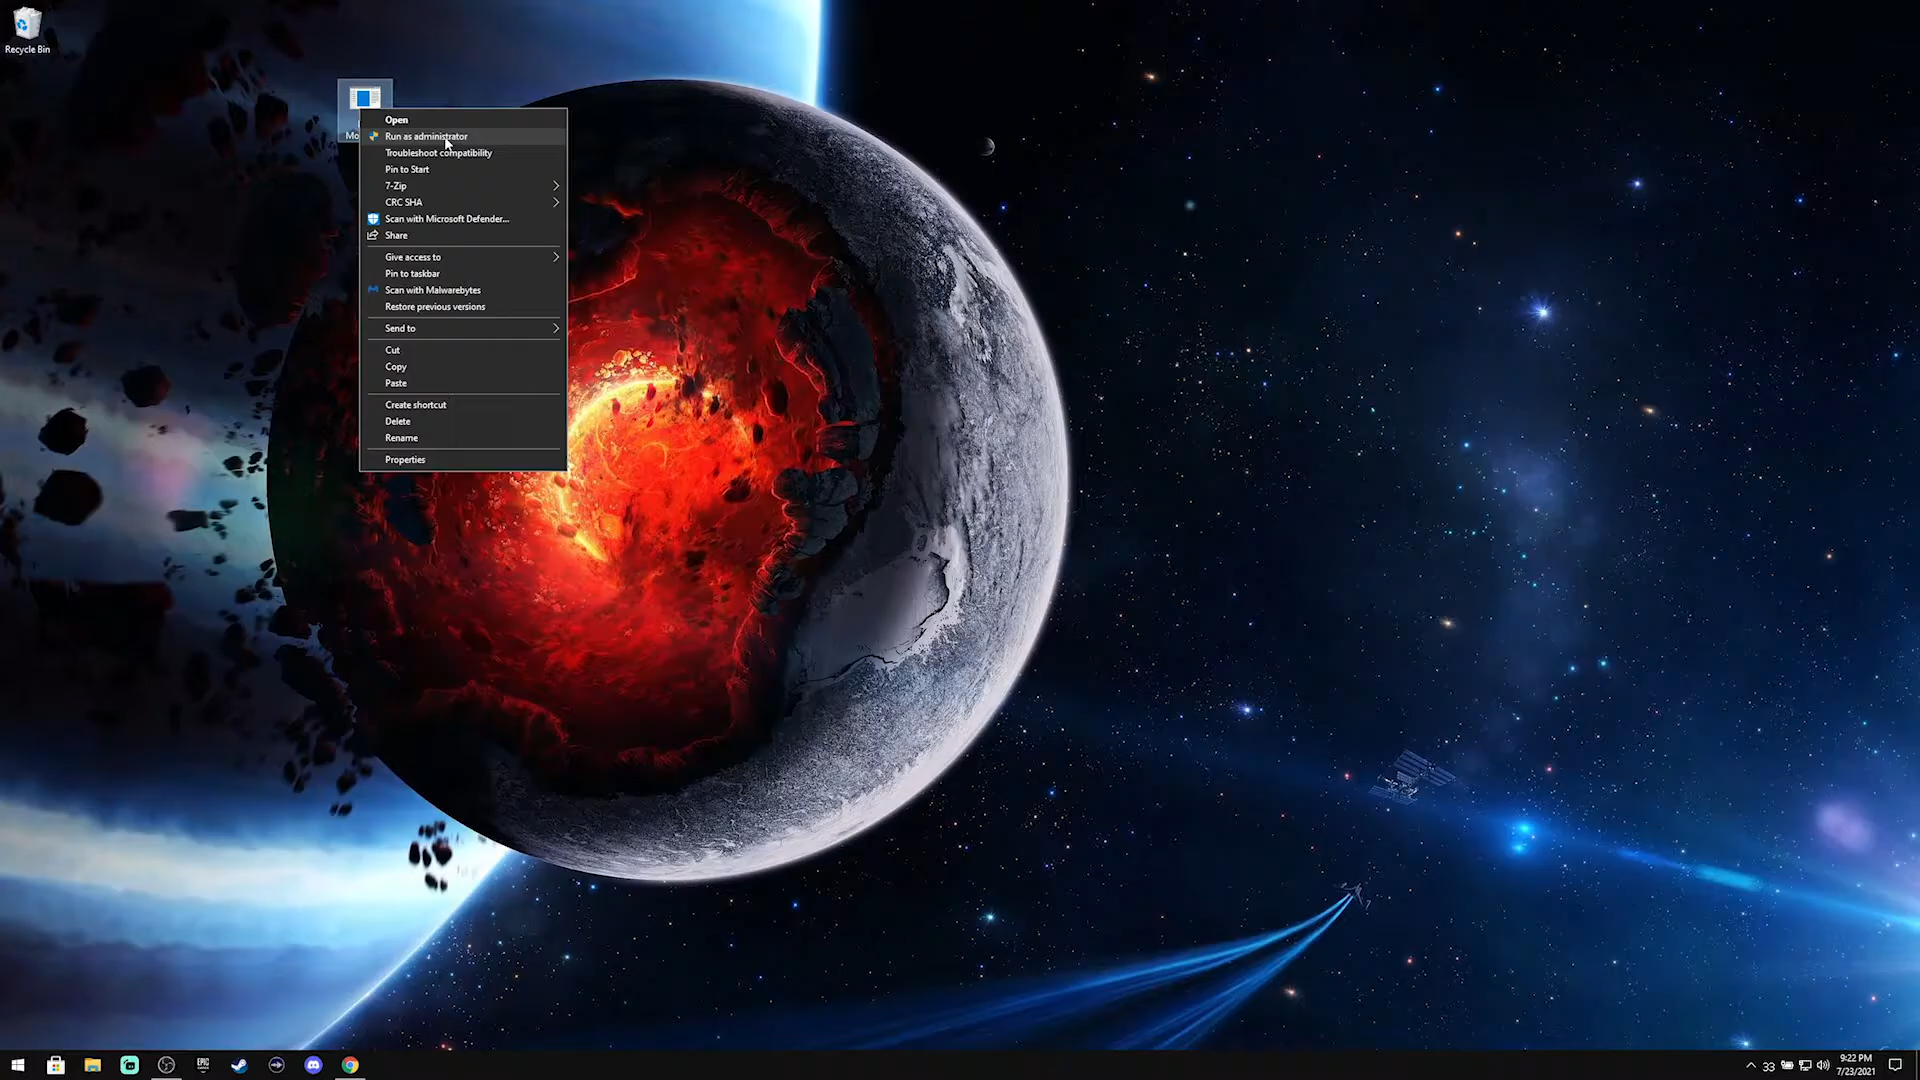 Recycle Bin
Mo
Open
Run as administrator
Troubleshoot compatibility
Pin to Start
7-Zip
CRC SHA
Scan with Microsoft Defender...
Share
Give access to
Pin to taskbar
Scan with Malwarebytes
Restore previous versions
Send to
Cut
Copy
Paste
Create shortcut
Delete
Rename
Properties
EPIC
33
9:22 PM
7/23/2021